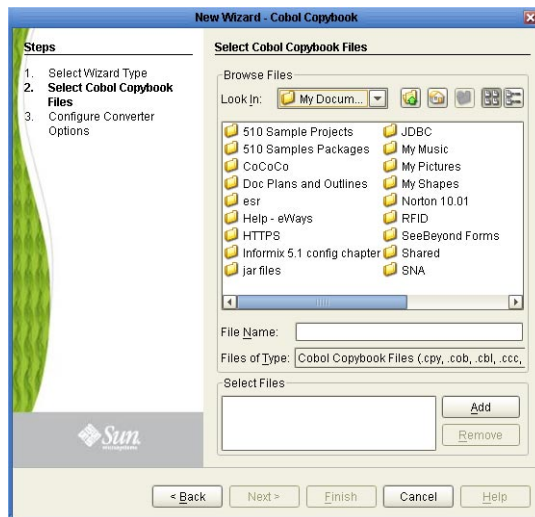 New Wizard - Cobol Copybook
Steps
1. Select Wizard Type
2. Select Cobol Copybook
Files
3. Configure Converter
Options
Select Cobol Copybook Files
Browse Files
Look In: My Docum...
510 Sample Projects
510 Samples Packages
CoCoCo
Doc Plans and Outlines
esr
Help - eWays
HTTPS
Informix 5.1 config chapter
jar files
JDBC
My Music
My Pictures
My Shapes
Norton 10.01
RFID
SeeBeyond Forms
Shared
SNA
File Name:
Files of Type: Cobol Copybook Files (.cpy, .cob, .cbl, .ccc,
Select Files
Add
Remove
Sun
microsystems
< Back Next > Finish Cancel Help